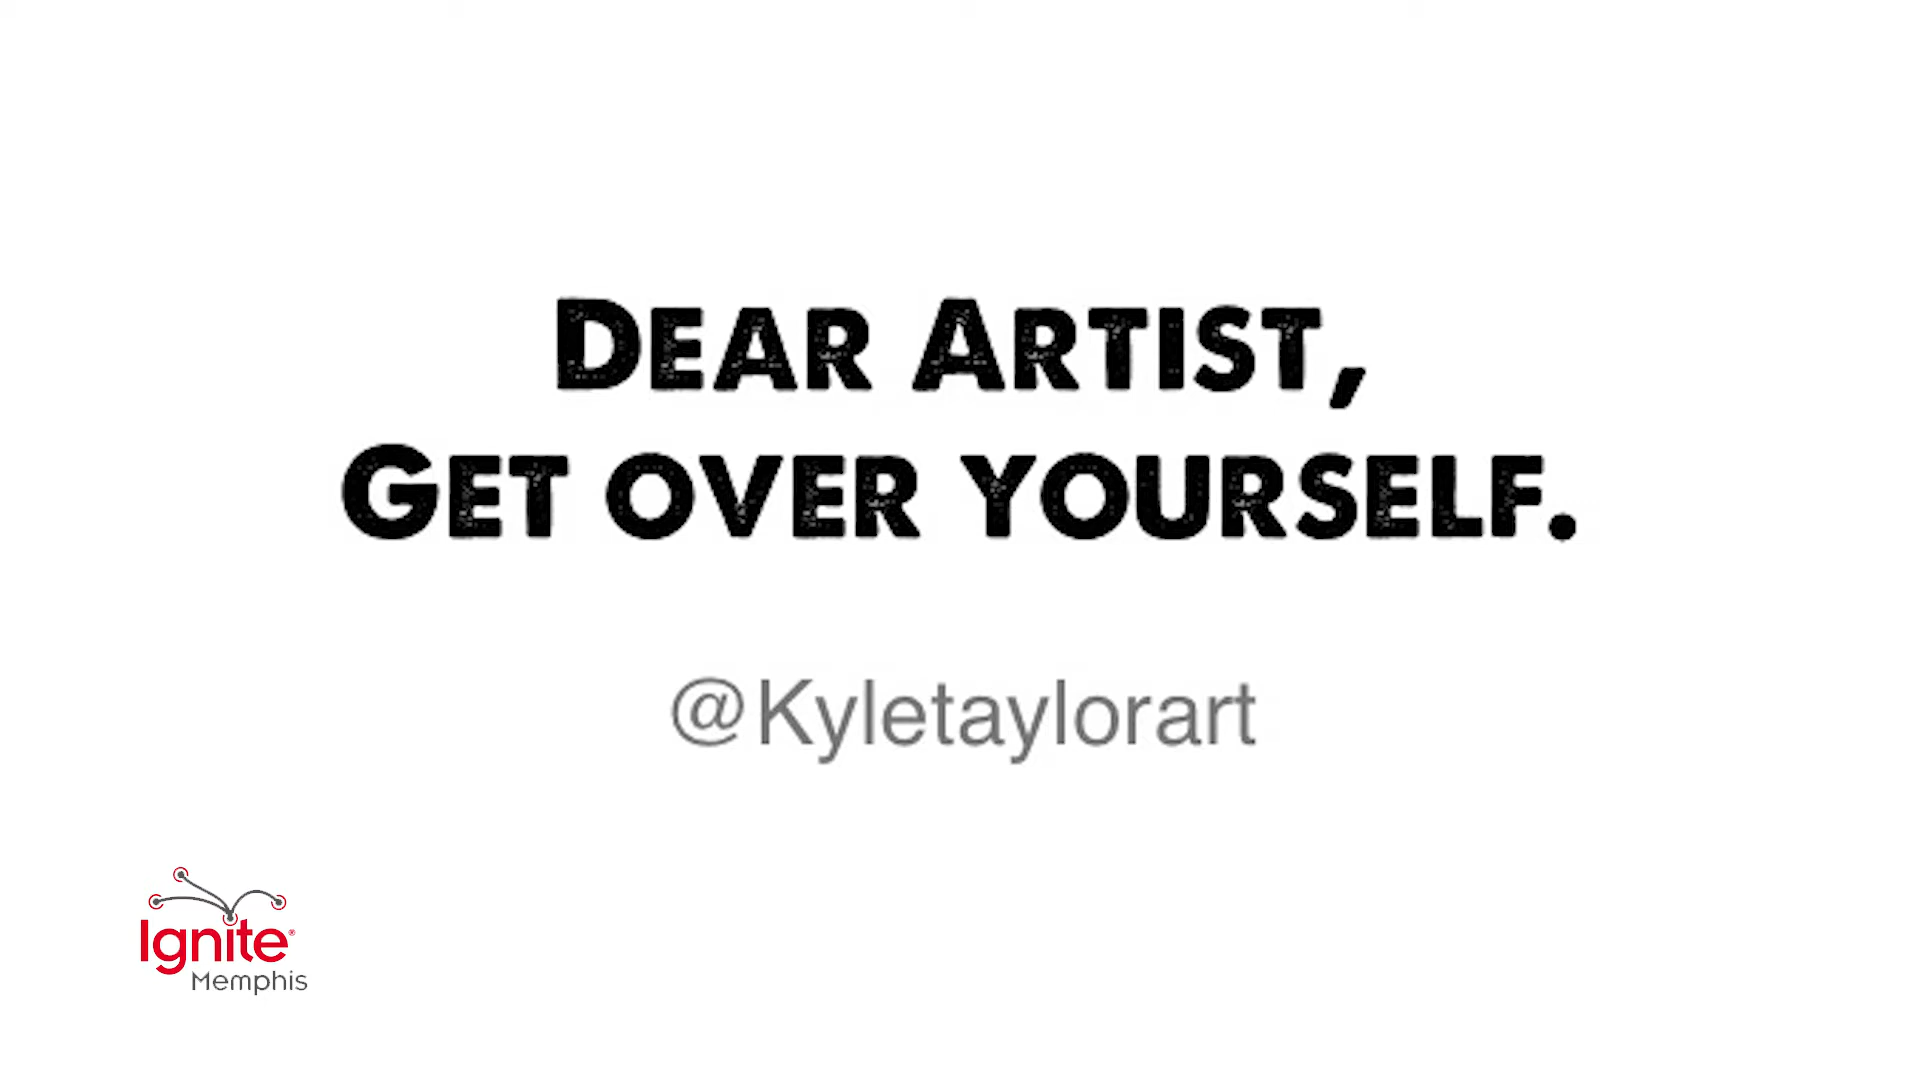 Dear Artist,
Get over yourself.
@Kyletaylorart
Ignite®
Memphis